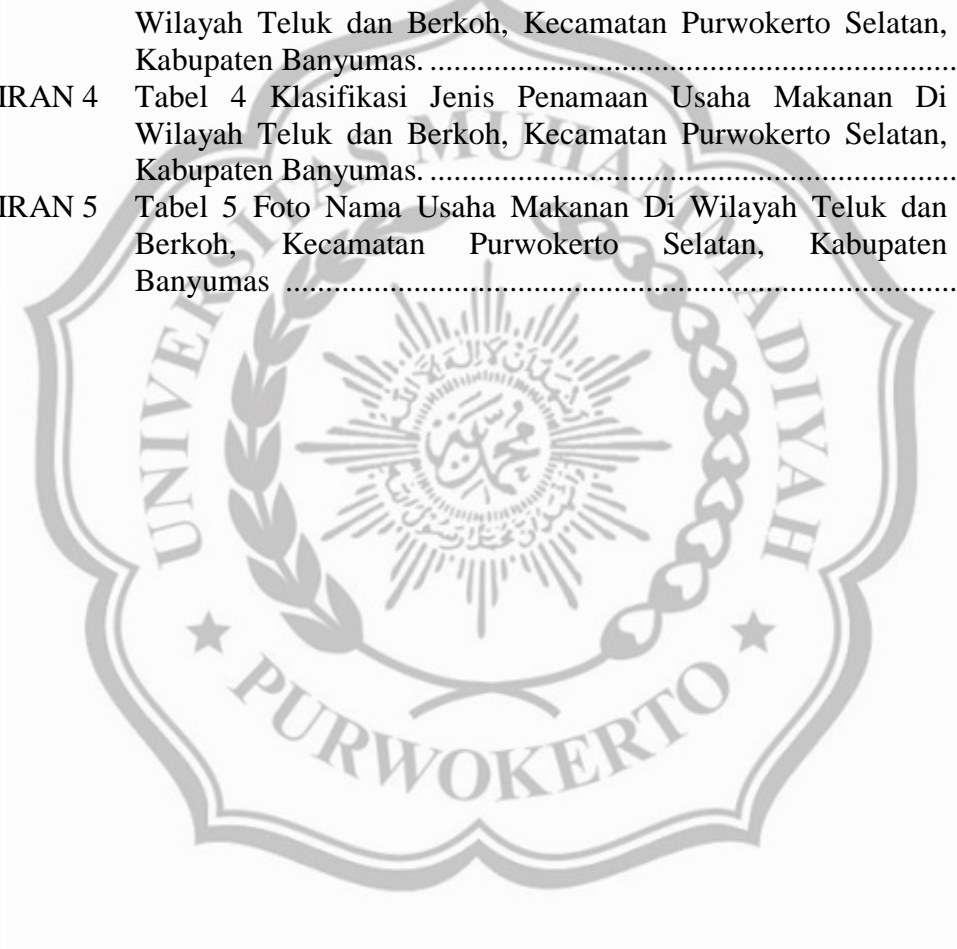 Wilayah Teluk dan Berkoh, Kecamatan Purwokerto Selatan,
Kabupaten Banyumas. ................................................................
IRAN 4 Tabel 4 Klasifikasi Jenis Penamaan Usaha Makanan Di
Wilayah Teluk dan Berkoh, Kecamatan Purwokerto Selatan,
Kabupaten Banyumas. ................................................................
IRAN 5 Tabel 5 Foto Nama Usaha Makanan Di Wilayah Teluk dan
Berkoh, Kecamatan Purwokerto Selatan, Kabupaten
Banyumas ................................................................
UNIVERSITAS MUHAMMADIYAH
PURWOKERTO